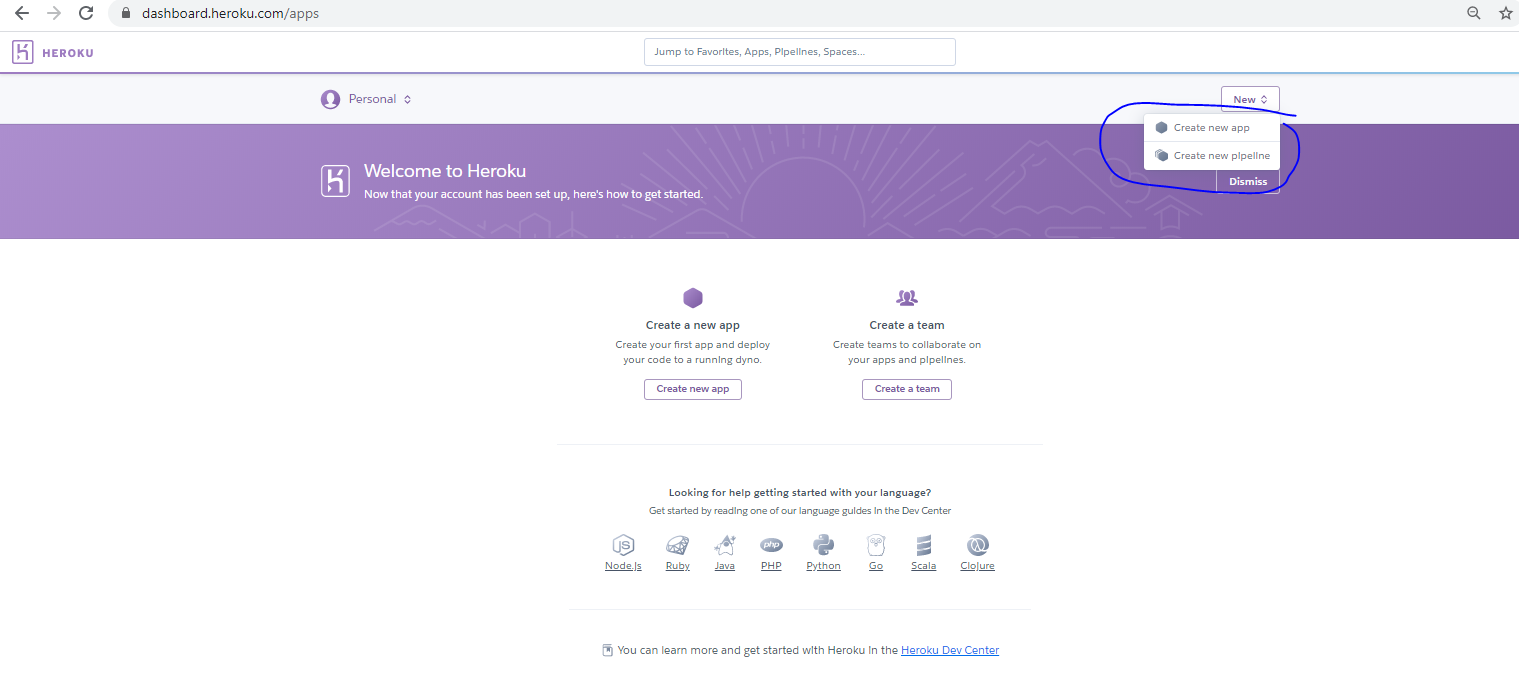 dashboard.heroku.com/apps
HEROKU
Jump to Favorites, Apps, Pipelines, Spaces...
Personal
New
Create new app
Create new pipeline
Dismiss
Welcome to Heroku
Now that your account has been set up, here's how to get started.
Create a new app
Create your first app and deploy
your code to a running dyno.
Create new app
Create a team
Create teams to collaborate on
your apps and pipelines.
Create a team
Looking for help getting started with your language?
Get started by reading one of our language guides in the Dev Center
JS
php
Node.js Ruby Java PHP Python Go Scala Clojure
You can learn more and get started with Heroku in the Heroku Dev Center